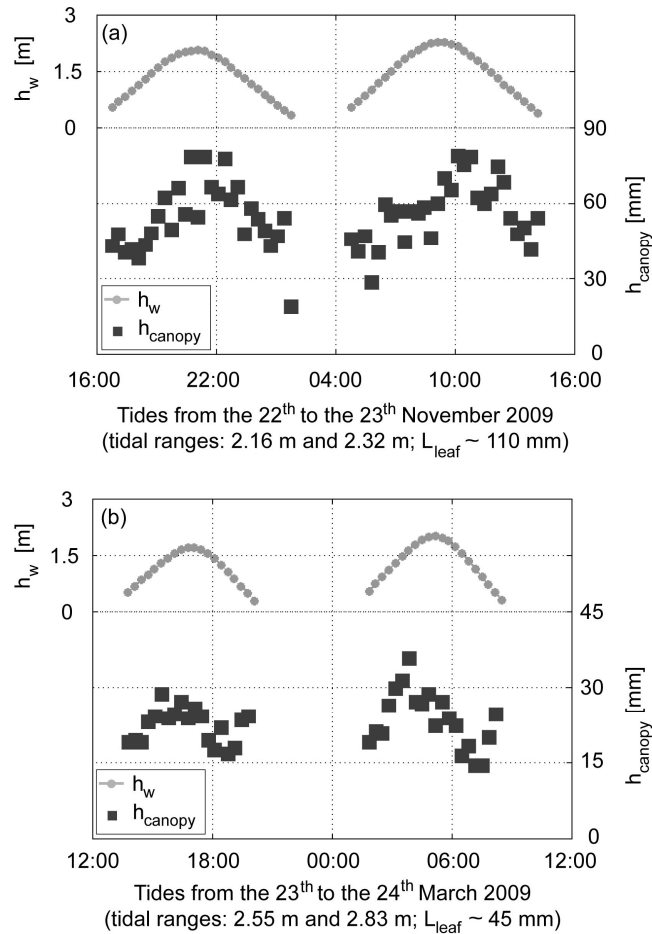 3
(a)
h_w [m]
1.5
0
90
60
h_canopy [mm]
30
h_w
h_canopy
0
16:00 22:00 04:00 10:00 16:00
Tides from the 22th to the 23th November 2009
(tidal ranges: 2.16 m and 2.32 m; L_leaf ~ 110 mm)
3
(b)
h_w [m]
1.5
0
45
30
h_canopy [mm]
15
h_w
h_canopy
0
12:00 18:00 00:00 06:00 12:00
Tides from the 23th to the 24th March 2009
(tidal ranges: 2.55 m and 2.83 m; L_leaf ~ 45 mm)